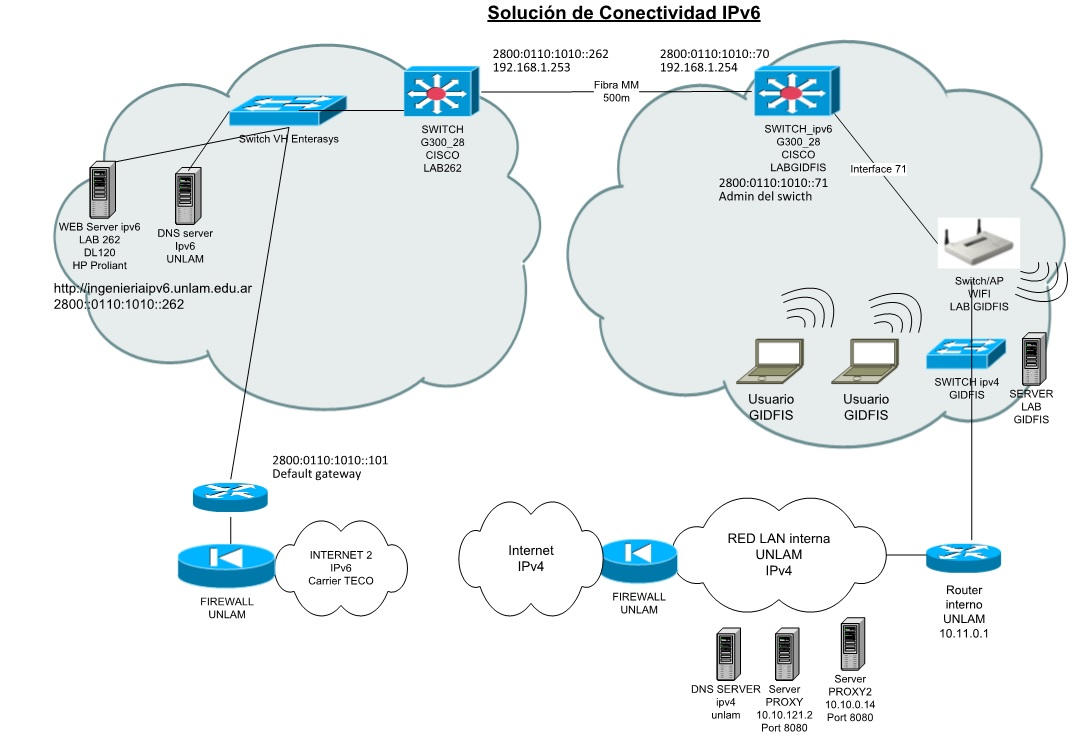 Solución de Conectividad IPv6
2800:0110:1010::262
192.168.1.253
2800:0110:1010::70
192.168.1.254
Fibra MM
500m
Switch VH Enterasys
SWITCH
G300_28
CISCO
LAB262
SWITCH_ipv6
G300_28
CISCO
LABGIDFIS
2800:0110:1010::71
Admin del swicth
Interface 71
WEB Server ipv6
LAB 262
DL120
HP Proliant
DNS server
Ipv6
UNLAM
http://ingenieriaipv6.unlam.edu.ar
2800::0110:1010::262
Switch/AP
WIFI
LAB GIDFIS
Usuario
GIDFIS
Usuario
GIDFIS
SWITCH ipv4
GIDFIS
SERVER
LAB
GIDFIS
2800:0110:1010::101
Default gateway
FIREWALL
UNLAM
INTERNET 2
IPv6
Carrier TECO
Internet
IPv4
FIREWALL
UNLAM
RED LAN interna
UNLAM
IPv4
Router
interno
UNLAM
10.11.0.1
DNS SERVER
ipv4
unlam
Server
PROXY
10.10.121.2
Port 8080
Server
PROXY2
10.10.0.14
Port 8080